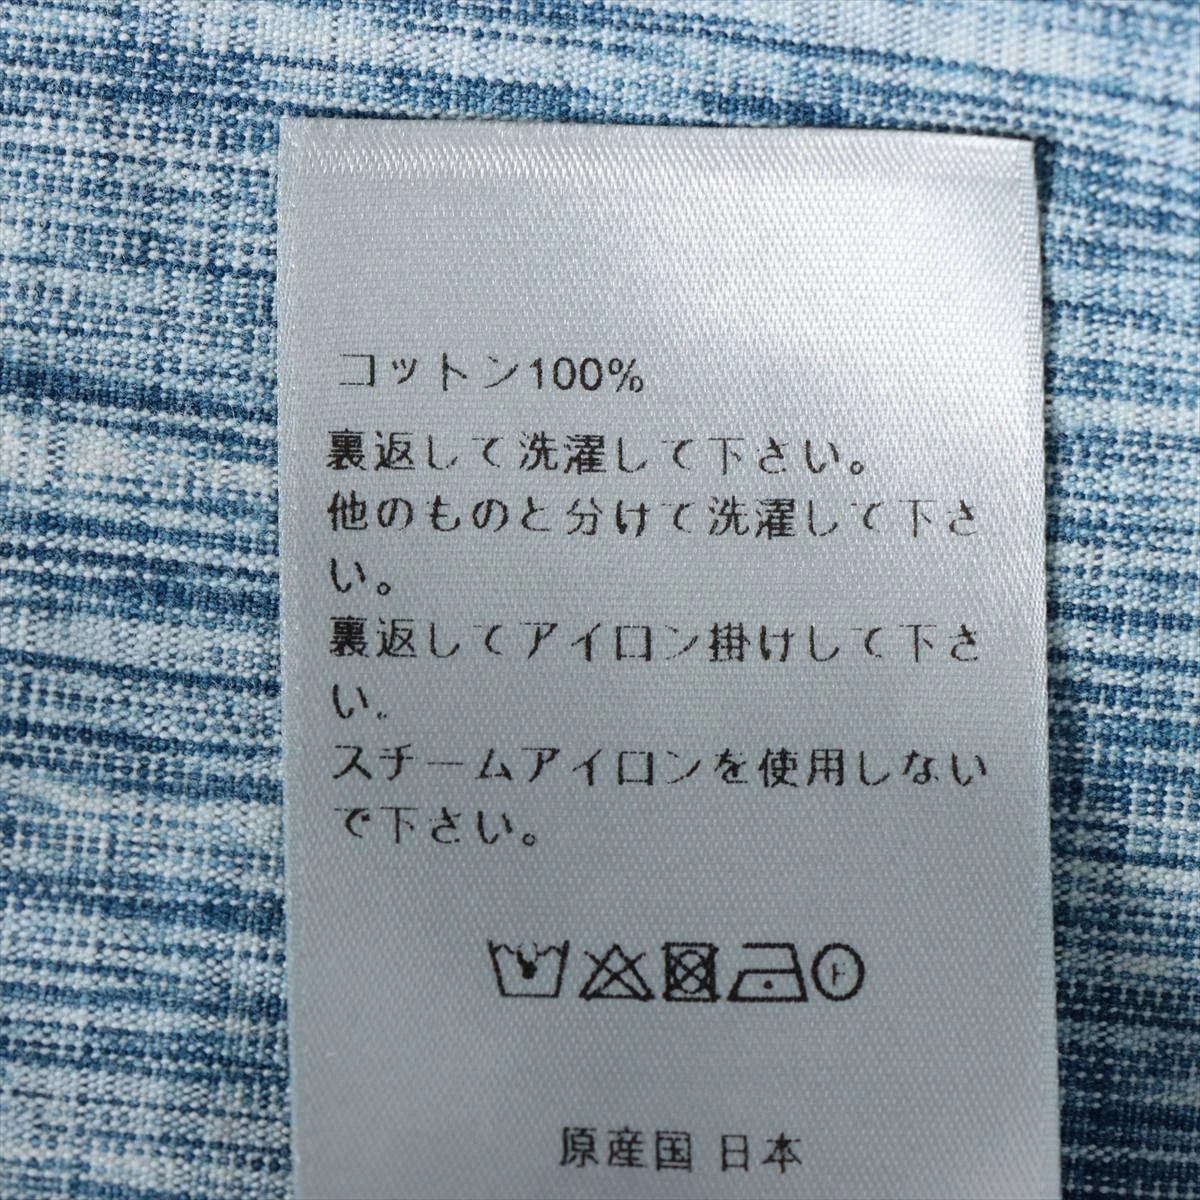 コットン100%
裏返して洗濯して下さい。
他のものと分けて洗濯して下さ
い。
裏返してアイロン掛けして下さ
い。
スチームアイロンを使用しない
で下さい。
F
原産国 日本